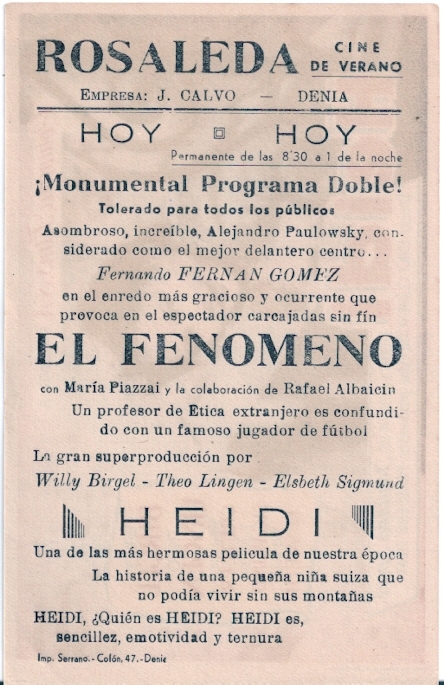 ROSALEDA CINE DE VERANO
EMPRESA: J. CALVO — DENIA
HOY HOY
Permanente de las 8'30 a 1 de la noche
¡Monumental Programa Doble!
Tolerado para todos los públicos
Asombroso, increíble, Alejandro Paulowsky, con-
siderado como el mejor delantero centro...
Fernando FERNAN GOMEZ
en el enredo más gracioso y ocurrente que
provoca en el espectador carcajadas sin fín
EL FENOMENO
con María Piazzai y la colaboración de Rafael Albaicin
Un profesor de Etica extranjero es confundi-
do con un famoso jugador de fútbol
La gran superproducción por
Willy Birgel - Theo Lingen - Elsbeth Sigmund
HEIDI
Una de las más hermosas pelicula de nuestra época
La historia de una pequeña niña suiza que
no podía vivir sin sus montañas
HEIDI, ¿Quién es HEIDI? HEIDI es,
sencillez, emotividad y ternura
Imp. Serrano.- Colón, 47.-Denia